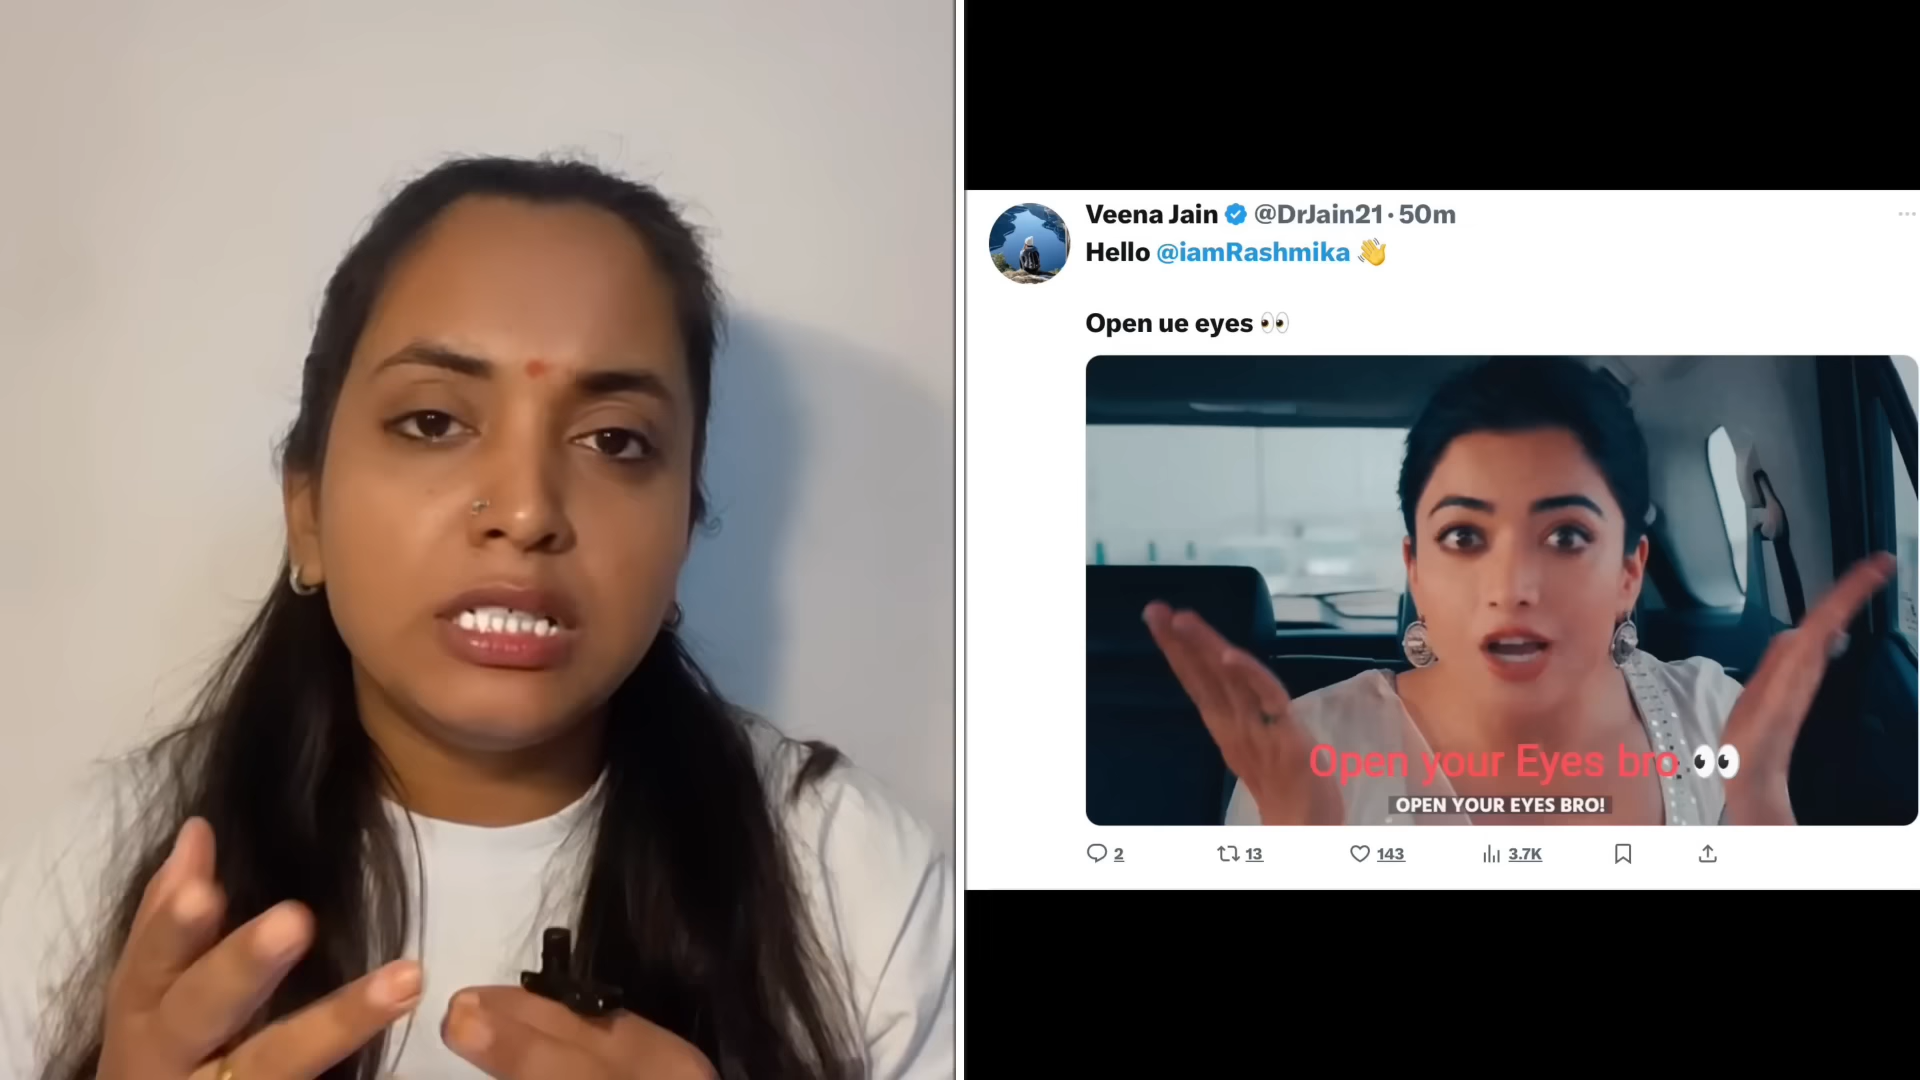 Veena Jain @DrJain21 · 50m
Hello @iamRashmika 👋
Open ue eyes 👀
Open your Eyes bro 👀
OPEN YOUR EYES BRO!
2 13 143 3.7K